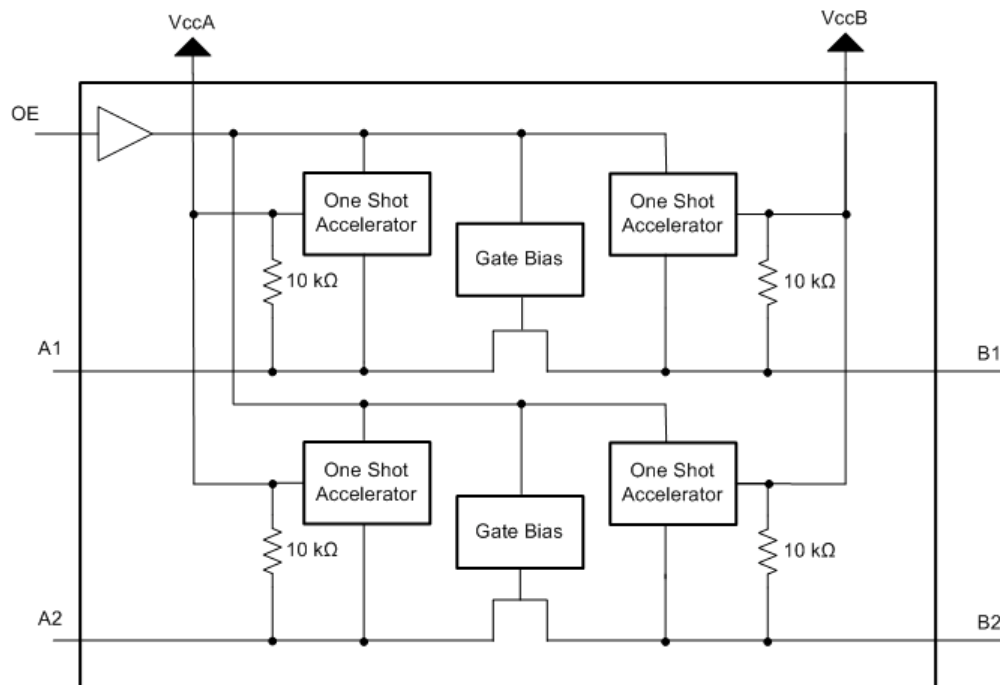 VccA
VccB
OE
One Shot
Accelerator
One Shot
Accelerator
Gate Bias
10 kΩ
10 kΩ
A1
B1
One Shot
Accelerator
One Shot
Accelerator
Gate Bias
10 kΩ
10 kΩ
A2
B2